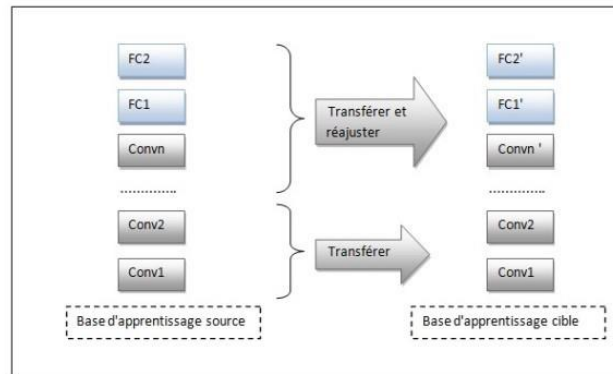 FC2
FC1
Convn
..............
Conv2
Conv1
Base d'apprentissage source
Transférer et
réajuster
Transférer
FC2'
FC1'
Convn '
..............
Conv2
Conv1
Base d'apprentissage cible